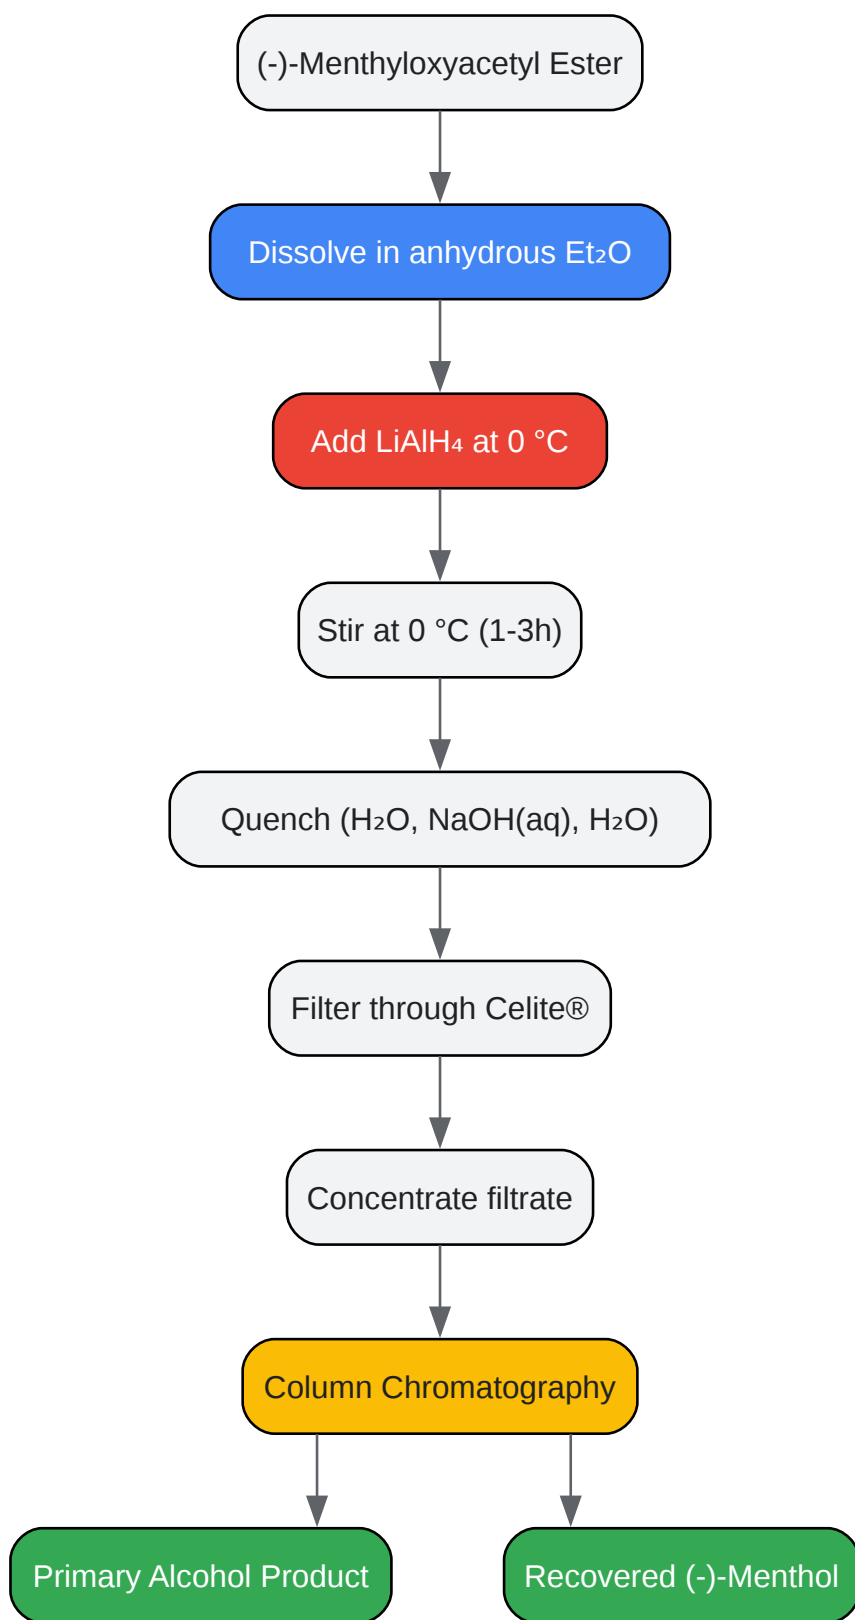 (-)-Menthyloxyacetyl Ester
Dissolve in anhydrous Et₂O
Add LiAlH₄ at 0 °C
Stir at 0 °C (1-3h)
Quench (H₂O, NaOH(aq), H₂O)
Filter through Celite®
Concentrate filtrate
Column Chromatography
Primary Alcohol Product
Recovered (-)-Menthol